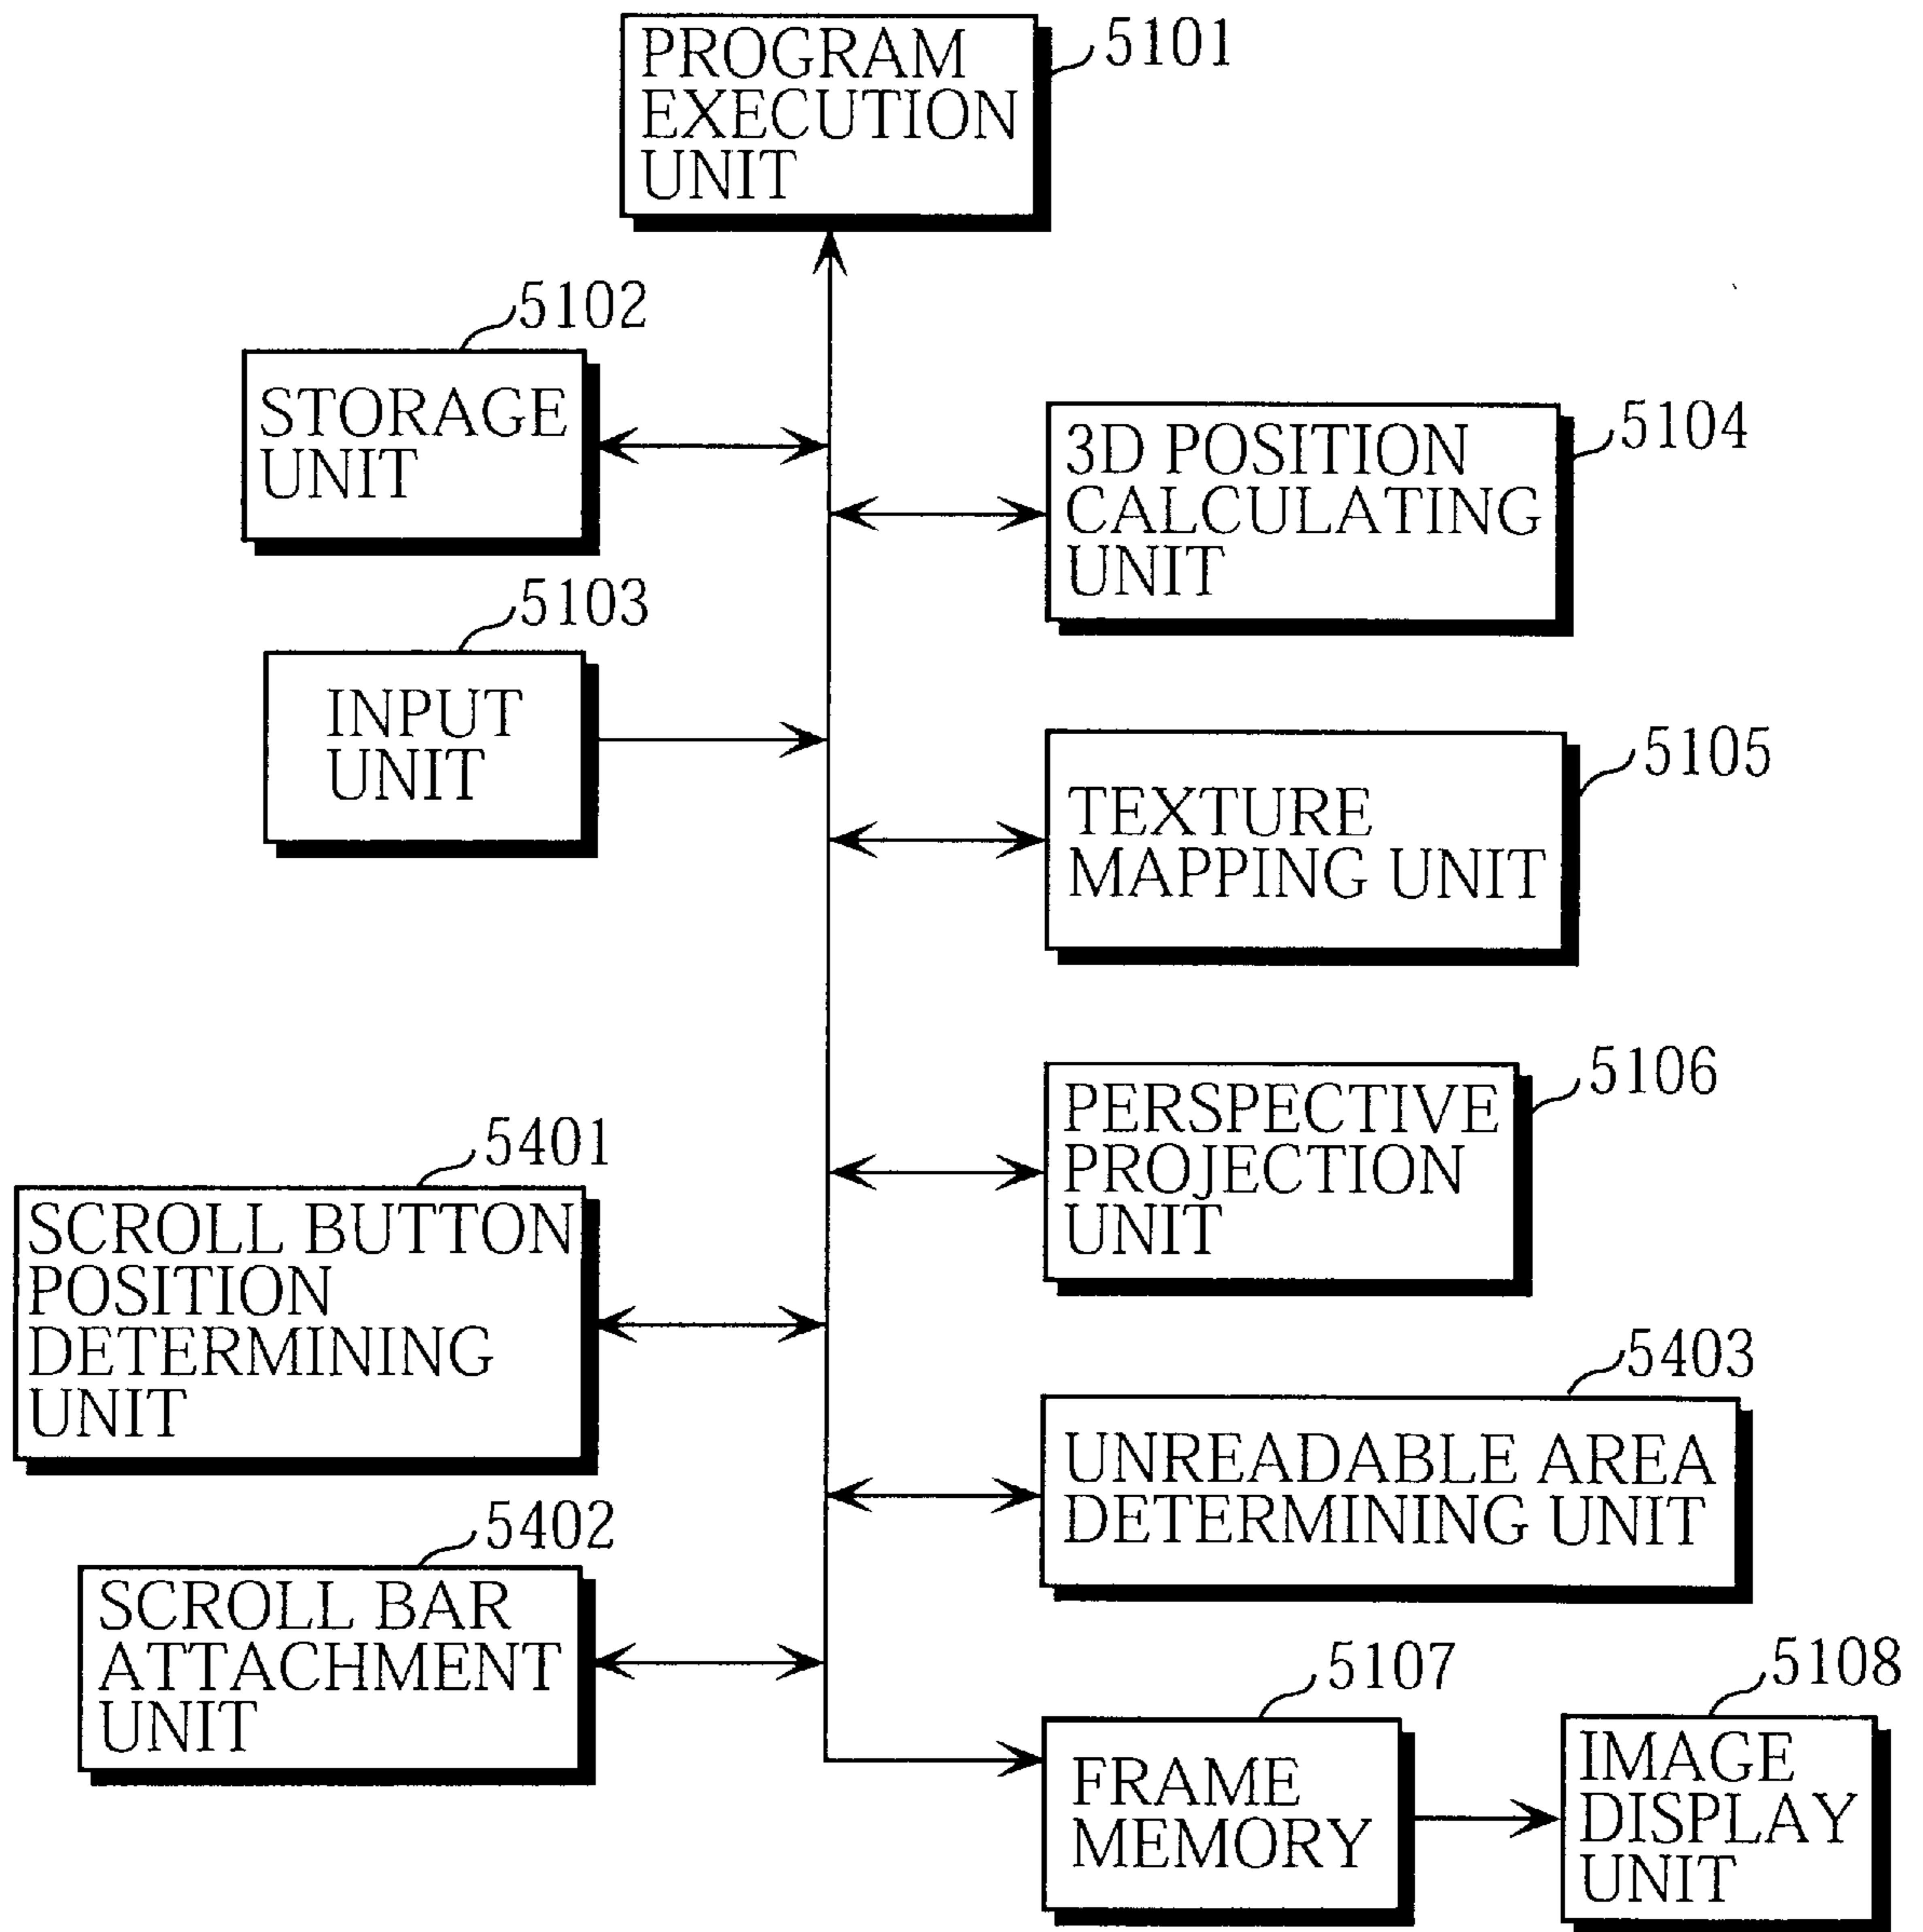 PROGRAM
EXECUTION
UNIT
5101
5102
STORAGE
UNIT
5104
3D POSITION
CALCULATING
UNIT
5103
INPUT
UNIT
5105
TEXTURE
MAPPING UNIT
5106
PERSPECTIVE
PROJECTION
UNIT
5401
SCROLL BUTTON
POSITION
DETERMINING
UNIT
5403
UNREADABLE AREA
DETERMINING UNIT
5402
SCROLL BAR
ATTACHMENT
UNIT
5107
FRAME
MEMORY
5108
IMAGE
DISPLAY
UNIT